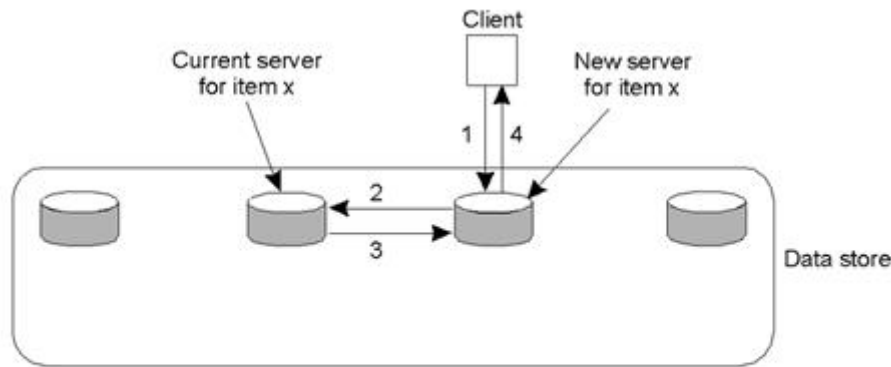 Client
Current server
for item x
New server
for item x
1
4
2
3
Data store